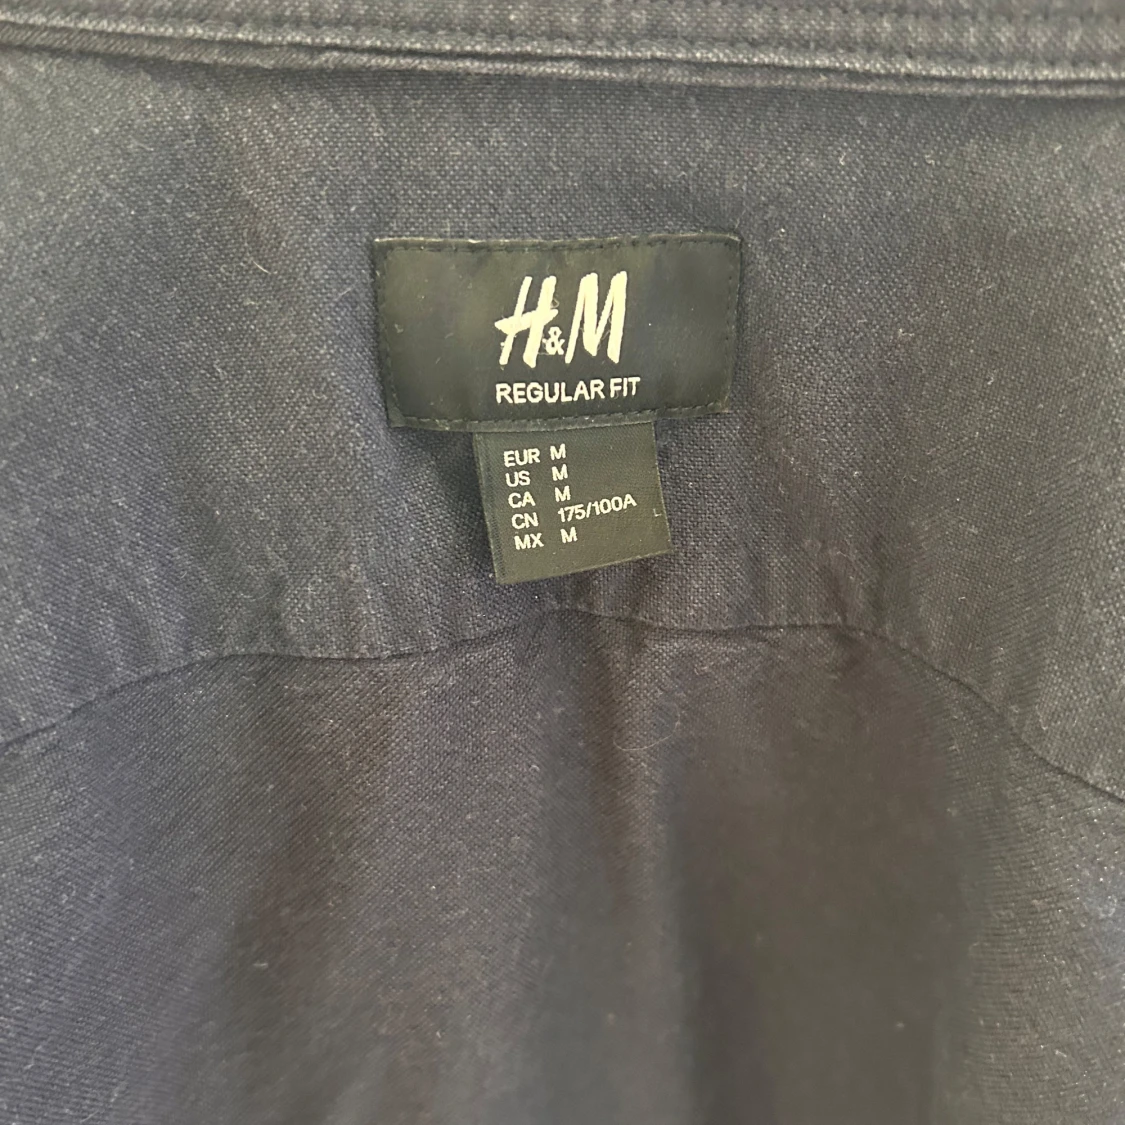 H&M
REGULAR FIT
EUR M
US M
CA M
CN 175/100A
MX M